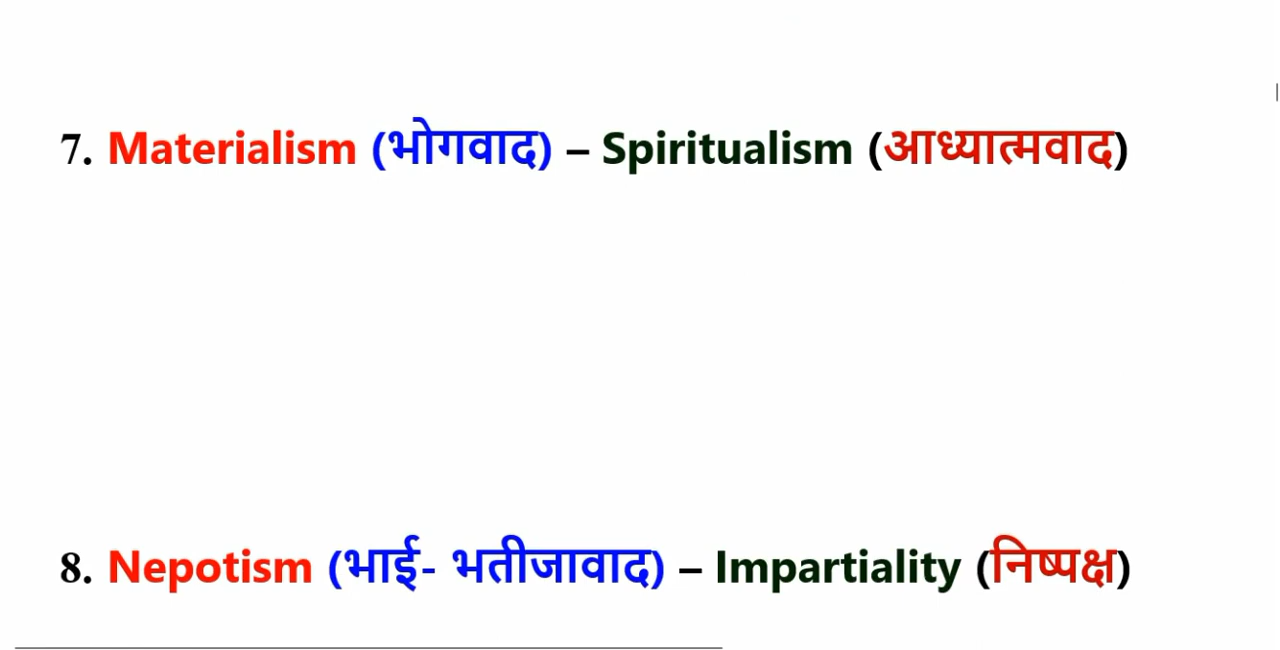 7. Materialism (भोगवाद) – Spiritualism (आध्यात्मवाद)
8. Nepotism (भाई- भतीजावाद) – Impartiality (निष्पक्ष)